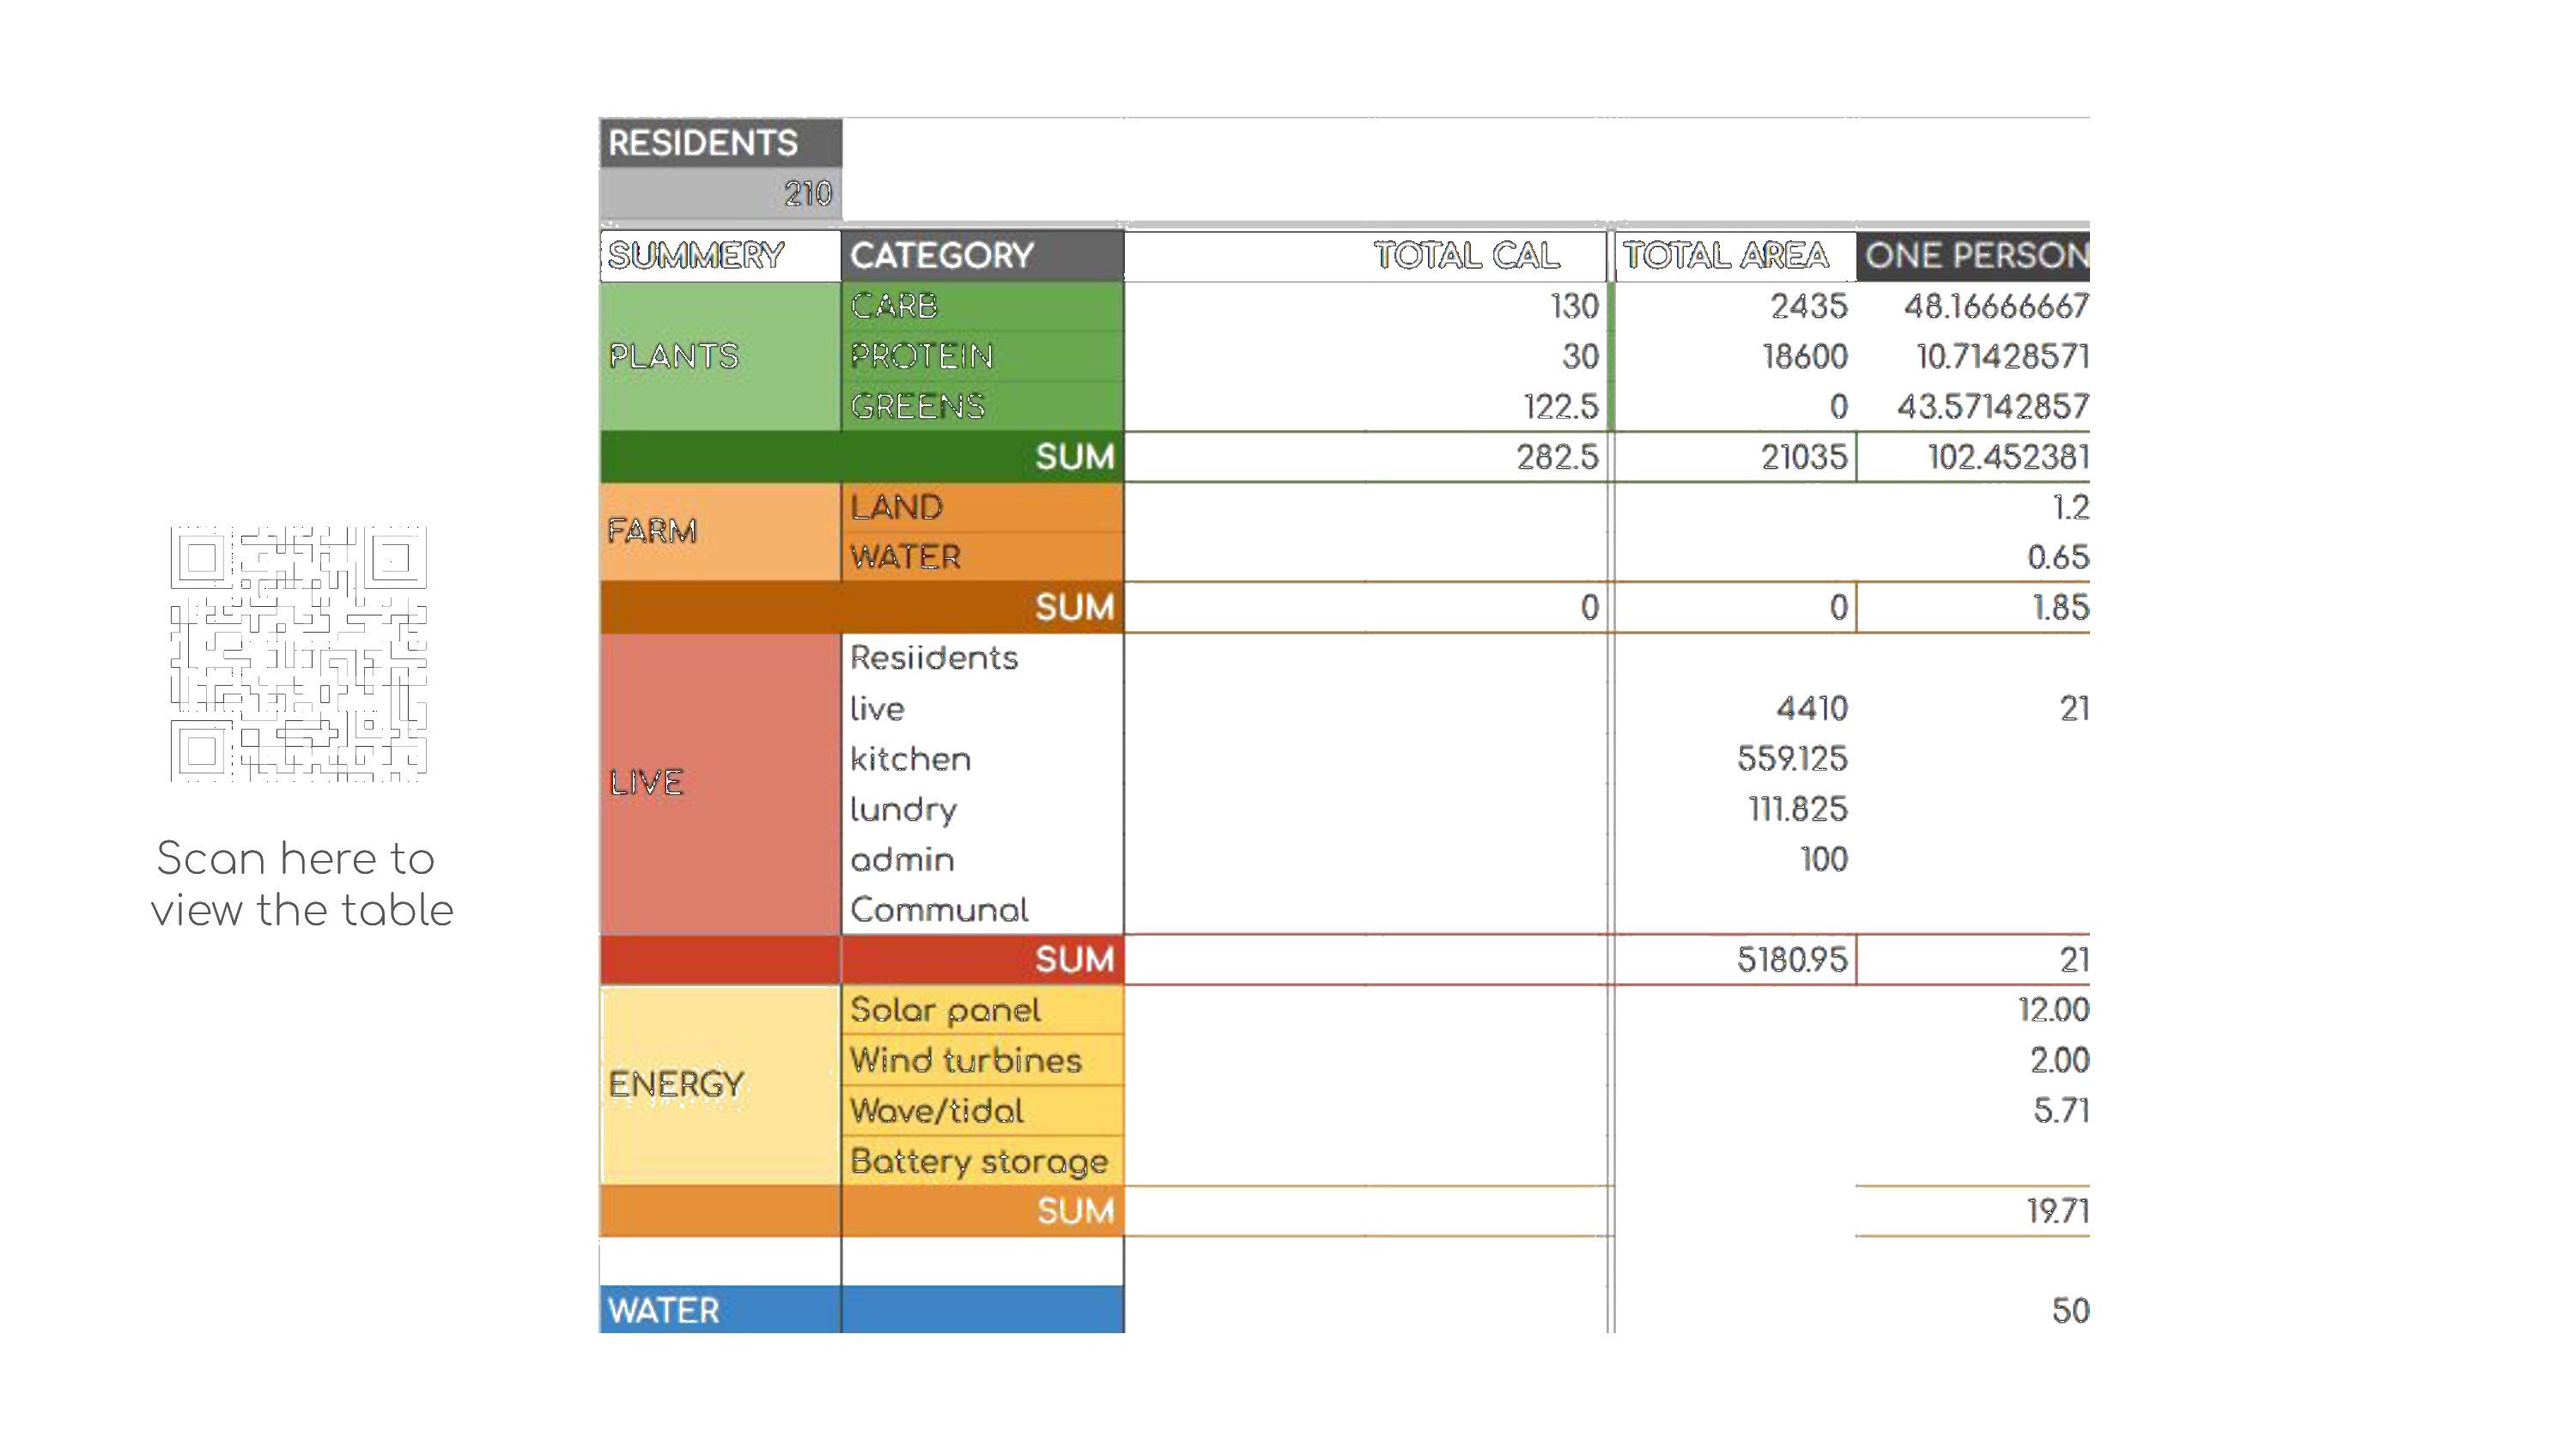 RESIDENTS
210
SUMMERY CATEGORY TOTAL CAL TOTAL AREA ONE PERSON
PLANTS
CARB 130 2435 48.16666667
PROTEIN 30 18600 10.71428571
GREENS 122.5 0 43.57142857
SUM 282.5 21035 102.452381
FARM
LAND 1.2
WATER 0.65
SUM 0 0 1.85
LIVE
Resiidents
live 4410 21
kitchen 559.125
lundry 111.825
admin 100
Communal
SUM 5180.95 21
ENERGY
Solar panel 12.00
Wind turbines 2.00
Wave/tidal 5.71
Battery storage
SUM 19.71
WATER 50
Scan here to
view the table